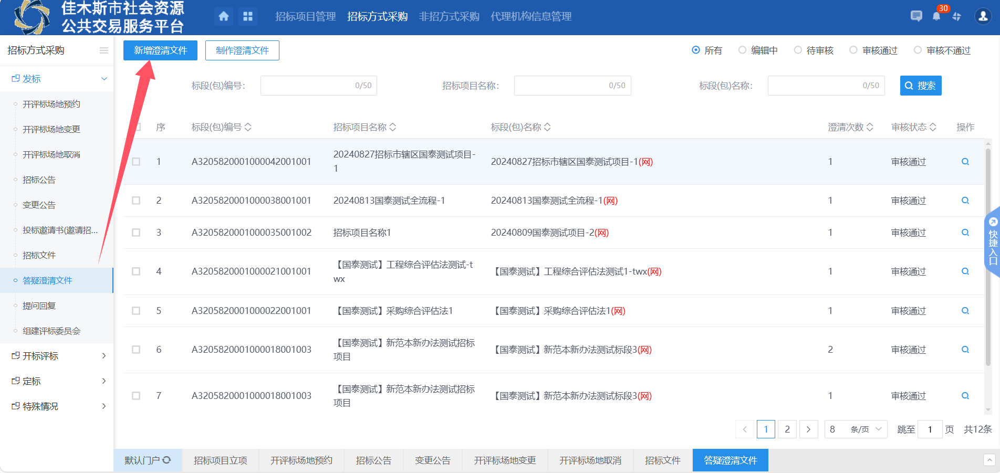 佳木斯市社会资源
公共交易服务平台
招标项目管理 招标方式采购 非招方式采购 代理机构信息管理
30
招标方式采购
发标
开评标场地预约
开评标场地变更
开评标场地取消
招标公告
变更公告
投标邀请书(邀请招...
招标文件
答疑澄清文件
提问回复
组建评标委员会
开标评标
定标
特殊情况
新增澄清文件 制作澄清文件
所有 编辑中 待审核 审核通过 审核不通过
标段(包)编号： 0/50 招标项目名称： 0/50 标段(包)名称： 0/50 搜索
序 标段(包)编号 招标项目名称 标段(包)名称 澄清次数 审核状态 操作
1 A3205820001000042001001 20240827招标市辖区国泰测试项目-
1
20240827招标市辖区国泰测试项目-1(网) 1 审核通过
2 A3205820001000038001001 20240813国泰测试全流程-1 20240813国泰测试全流程-1(网) 1 审核通过
3 A3205820001000035001002 招标项目名称1 20240809国泰测试项目-2(网) 1 审核通过
4 A3205820001000021001001 【国泰测试】工程综合评估法测试-t
wx
【国泰测试】工程综合评估法测试1-twx(网) 1 审核通过
5 A3205820001000022001001 【国泰测试】采购综合评估法1 【国泰测试】采购综合评估法1(网) 1 审核通过
6 A3205820001000018001003 【国泰测试】新范本新办法测试招标
项目
【国泰测试】新范本新办法测试标段3(网) 2 审核通过
7 A3205820001000018001003 【国泰测试】新范本新办法测试招标
项目
【国泰测试】新范本新办法测试标段3(网) 1 审核通过
快捷入口
1 2 8 条/页 跳至 1 页 共12条
默认门户 招标项目立项 开评标场地预约 招标公告 变更公告 开评标场地变更 开评标场地取消 招标文件 答疑澄清文件